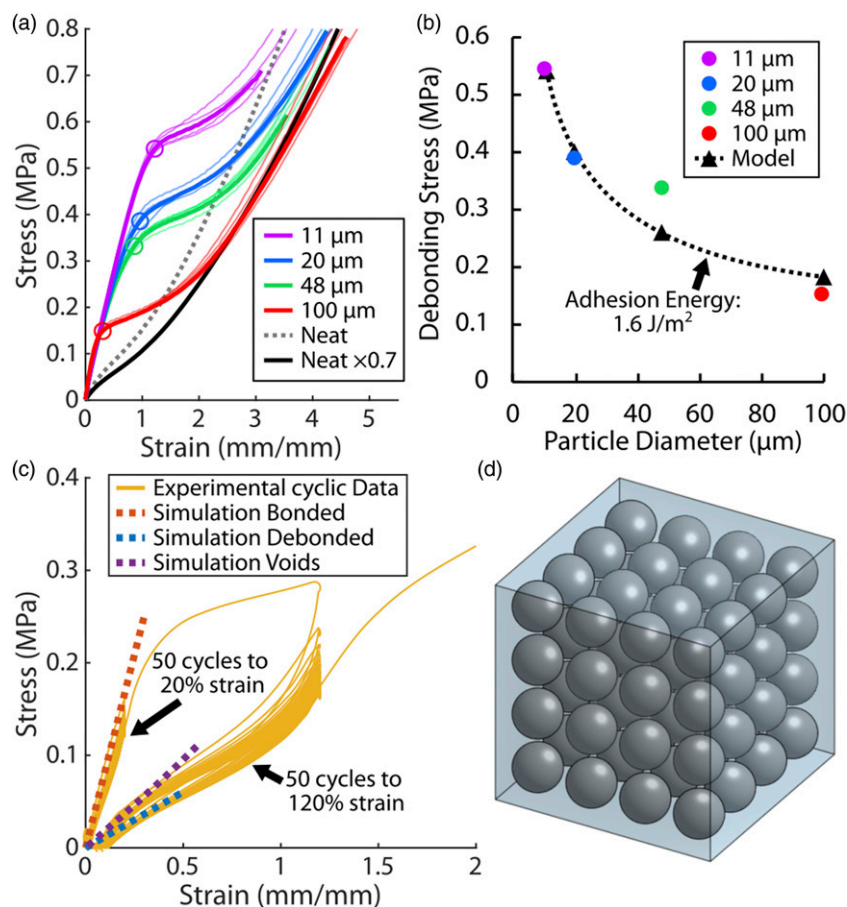 (a)
0.8
0.7
0.6
0.5
0.4
0.3
0.2
0.1
0
Stress (MPa)
11 μm
20 μm
48 μm
100 μm
Neat
Neat ×0.7
0 1 2 3 4 5
Strain (mm/mm)
(b)
0.6
0.5
0.4
0.3
0.2
0.1
0
Debonding Stress (MPa)
11 μm
20 μm
48 μm
100 μm
Model
Adhesion Energy:
1.6 J/m²
0 20 40 60 80 100
Particle Diameter (μm)
(c)
0.4
0.3
0.2
0.1
0
Stress (MPa)
Experimental cyclic Data
Simulation Bonded
Simulation Debonded
Simulation Voids
50 cycles to
20% strain
50 cycles to
120% strain
0 0.5 1 1.5 2
Strain (mm/mm)
(d)